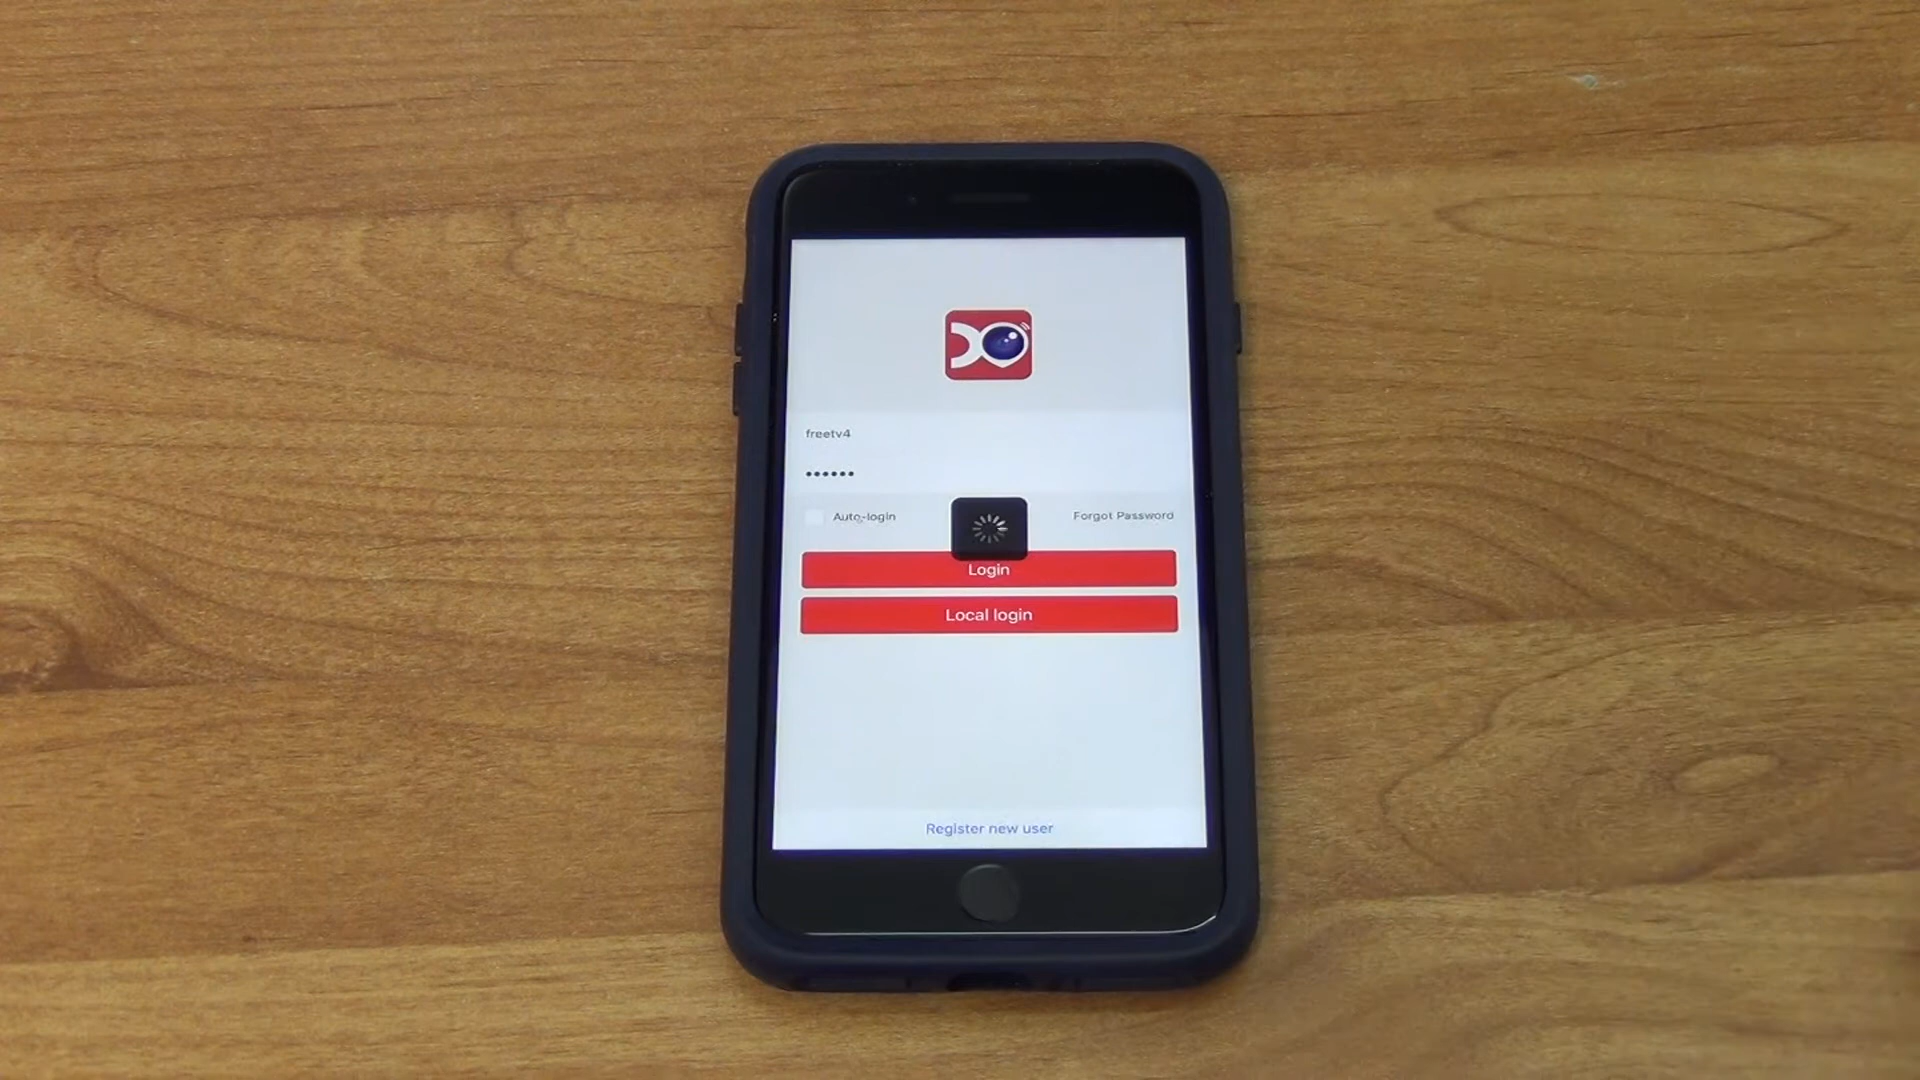 freetv4
••••••
Auto-login
Forgot Password
Login
Local login
Register new user